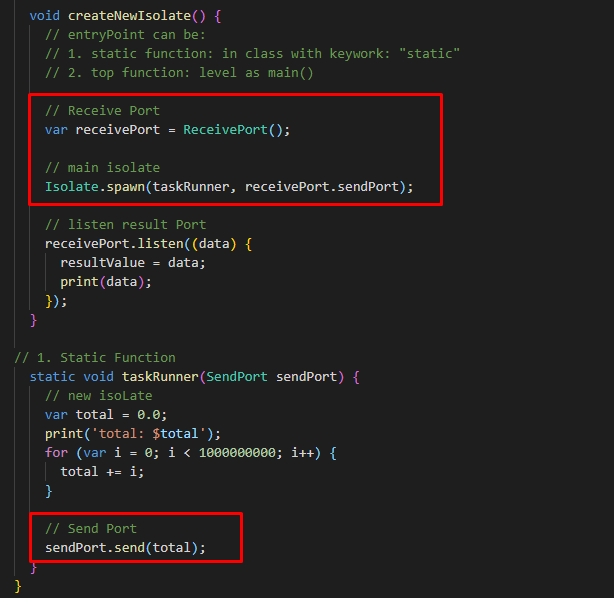 void createNewIsolate() {
// entryPoint can be:
// 1. static function: in class with keywork: "static"
// 2. top function: level as main()
// Receive Port
var receivePort = ReceivePort();
// main isolate
Isolate.spawn(taskRunner, receivePort.sendPort);
// listen result Port
receivePort.listen((data) {
resultValue = data;
print(data);
});
}
// 1. Static Function
static void taskRunner(SendPort sendPort) {
// new isoLate
var total = 0.0;
print('total: $total');
for (var i = 0; i < 1000000000; i++) {
total += i;
}
// Send Port
sendPort.send(total);
}
}